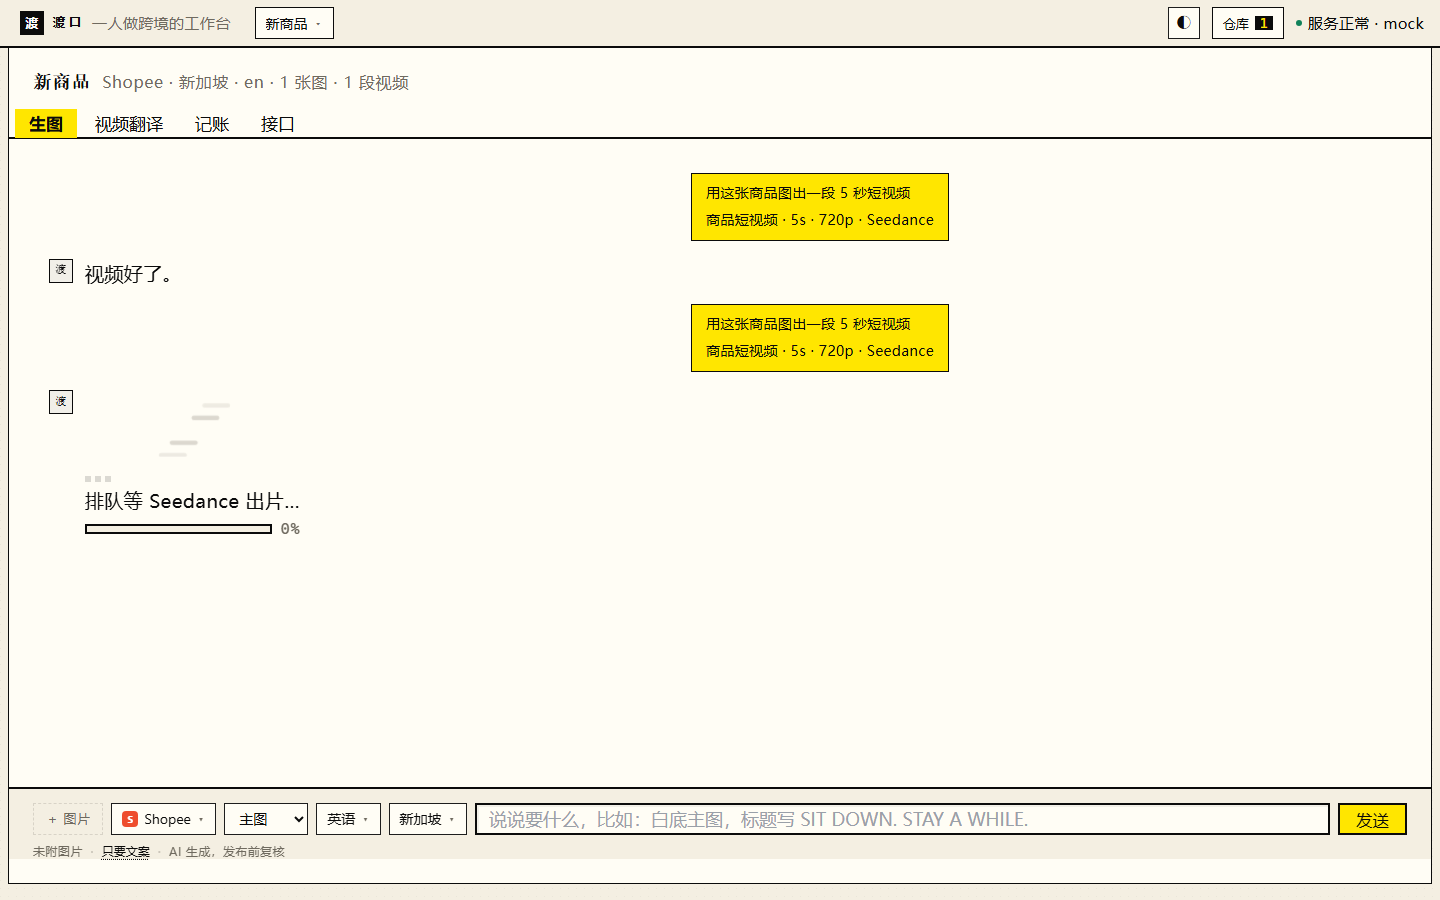 渡 渡口 一人做跨境的工作台 新商品 仓库 1 服务正常 · mock
新商品 Shopee · 新加坡 · en · 1 张图 · 1 段视频
生图 视频翻译 记账 接口
用这张商品图出一段 5 秒短视频
商品短视频 · 5s · 720p · Seedance
渡 视频好了。
用这张商品图出一段 5 秒短视频
商品短视频 · 5s · 720p · Seedance
渡
排队等 Seedance 出片...
0%
+ 图片 S Shopee 主图 英语 新加坡 说说要什么，比如：白底主图，标题写 SIT DOWN. STAY A WHILE. 发送
未附图片 · 只要文案 · AI 生成，发布前复核